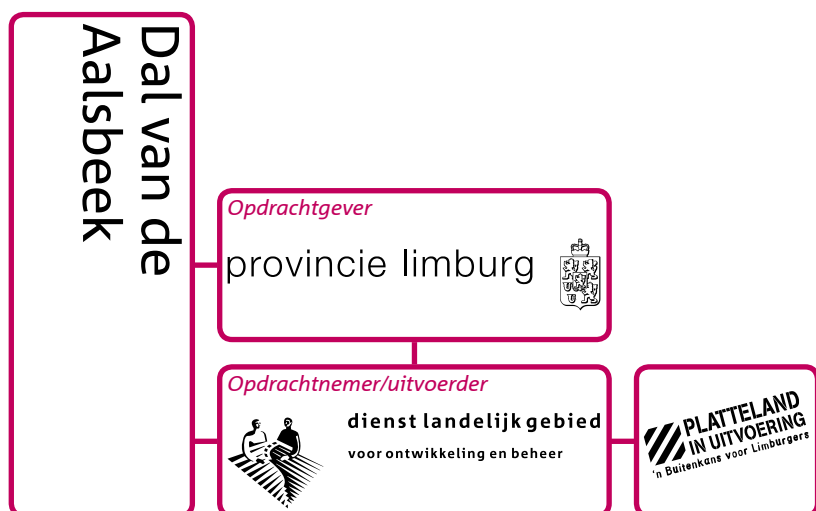 Dal van de
Aalsbeek
Opdrachtgever
provincie limburg
Opdrachtnemer/uitvoerder
dienst landelijk gebied
voor ontwikkeling en beheer
PLATTELAND
IN UITVOERING
'n Buitenkans voor Limburgers